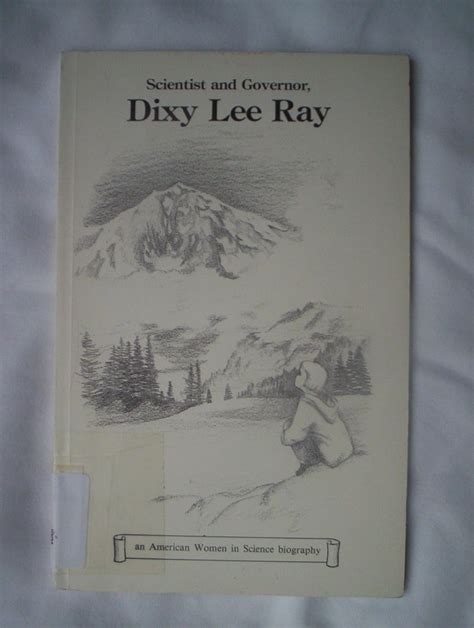 Scientist and Governor,
Dixy Lee Ray
an American Women in Science biography